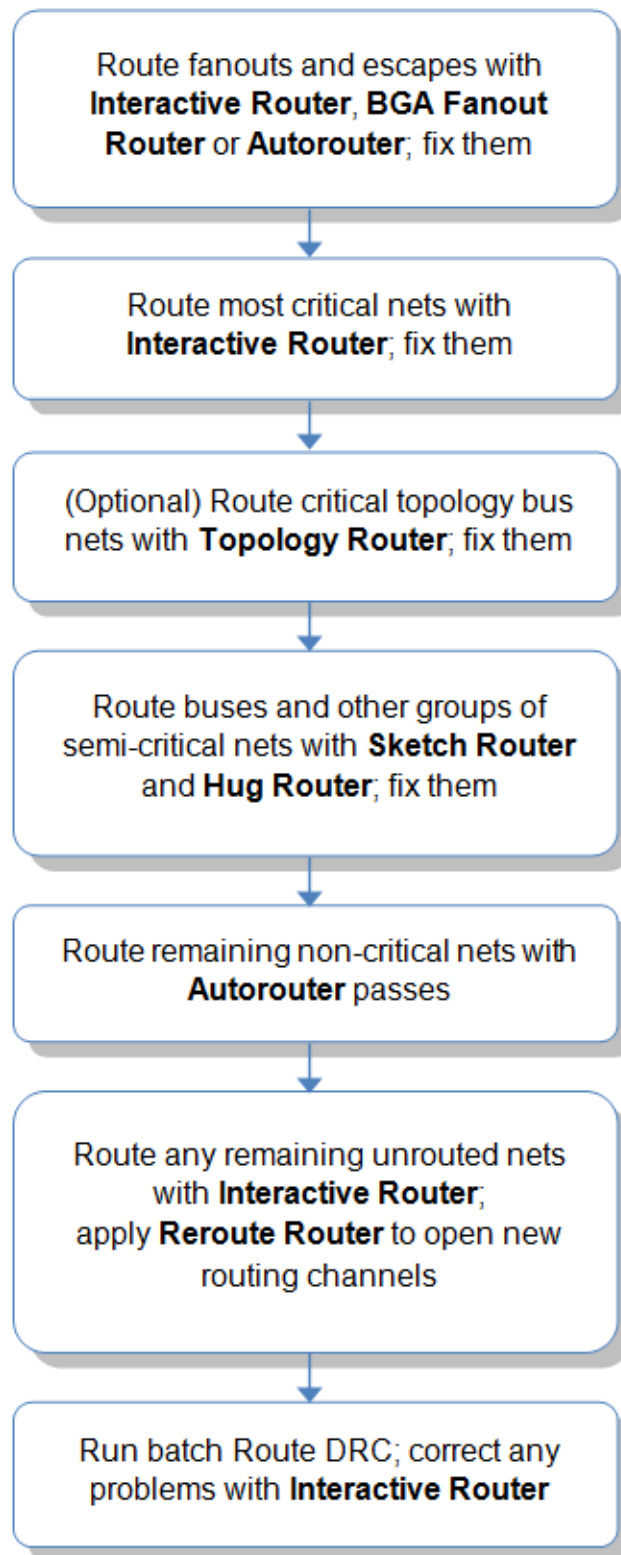 Route fanouts and escapes with
Interactive Router, BGA Fanout
Router or Autorouter; fix them
Route most critical nets with
Interactive Router; fix them
(Optional) Route critical topology bus
nets with Topology Router; fix them
Route buses and other groups of
semi-critical nets with Sketch Router
and Hug Router; fix them
Route remaining non-critical nets with
Autorouter passes
Route any remaining unrouted nets
with Interactive Router;
apply Reroute Router to open new
routing channels
Run batch Route DRC; correct any
problems with Interactive Router